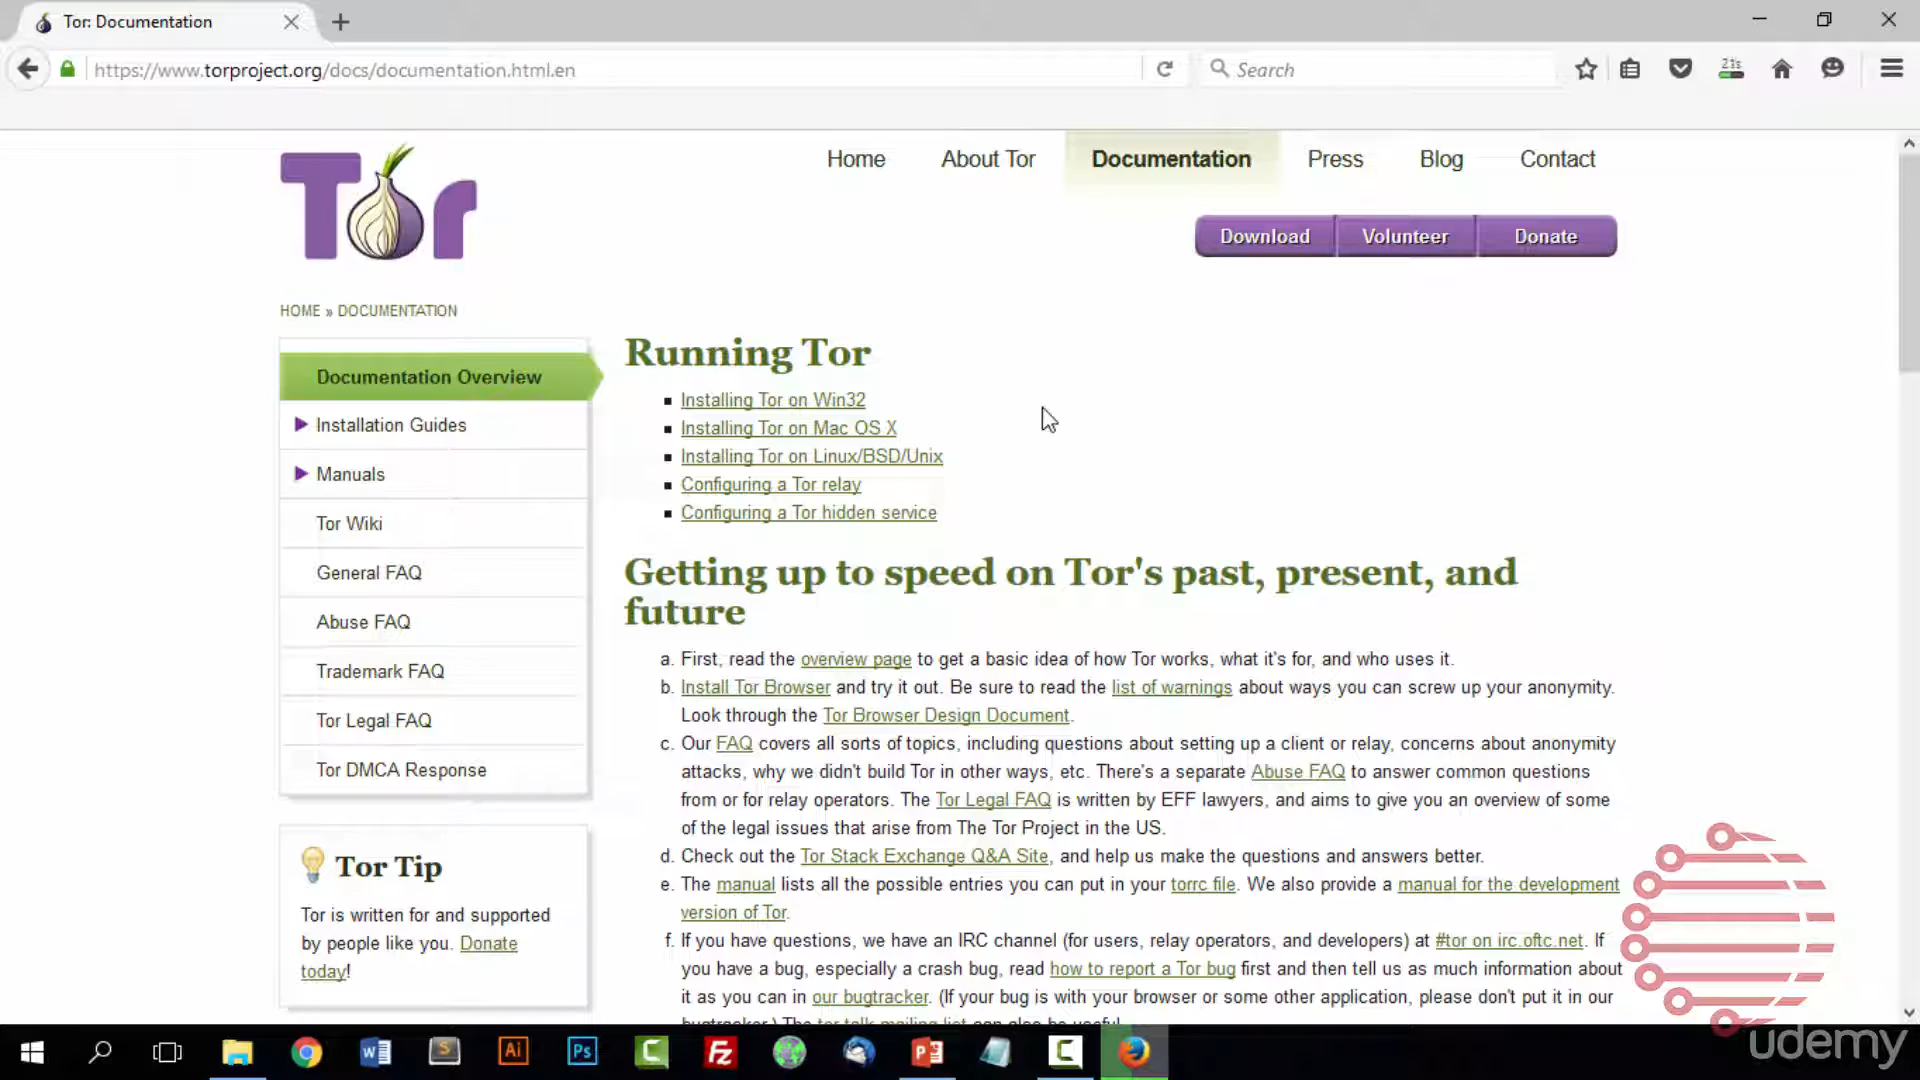 Tor: Documentation
https://www.torproject.org/docs/documentation.html.en
Search
21s
Tor
Home
About Tor
Documentation
Press
Blog
Contact
Download
Volunteer
Donate
HOME » DOCUMENTATION
Documentation Overview
Installation Guides
Manuals
Tor Wiki
General FAQ
Abuse FAQ
Trademark FAQ
Tor Legal FAQ
Tor DMCA Response
Tor Tip
Tor is written for and supported
by people like you. Donate
today!
Running Tor
Installing Tor on Win32
Installing Tor on Mac OS X
Installing Tor on Linux/BSD/Unix
Configuring a Tor relay
Configuring a Tor hidden service
Getting up to speed on Tor's past, present, and
future
a. First, read the overview page to get a basic idea of how Tor works, what it's for, and who uses it.
b. Install Tor Browser and try it out. Be sure to read the list of warnings about ways you can screw up your anonymity.
Look through the Tor Browser Design Document.
c. Our FAQ covers all sorts of topics, including questions about setting up a client or relay, concerns about anonymity
attacks, why we didn't build Tor in other ways, etc. There's a separate Abuse FAQ to answer common questions
from or for relay operators. The Tor Legal FAQ is written by EFF lawyers, and aims to give you an overview of some
of the legal issues that arise from The Tor Project in the US.
d. Check out the Tor Stack Exchange Q&A Site, and help us make the questions and answers better.
e. The manual lists all the possible entries you can put in your torrc file. We also provide a manual for the development
version of Tor.
f. If you have questions, we have an IRC channel (for users, relay operators, and developers) at #tor on irc.oftc.net. If
you have a bug, especially a crash bug, read how to report a Tor bug first and then tell us as much information about
it as you can in our bugtracker. (If your bug is with your browser or some other application, please don't put it in our
bugtracker.) The tor-talk mailing list can also be useful.
Ai
Ps
udemy